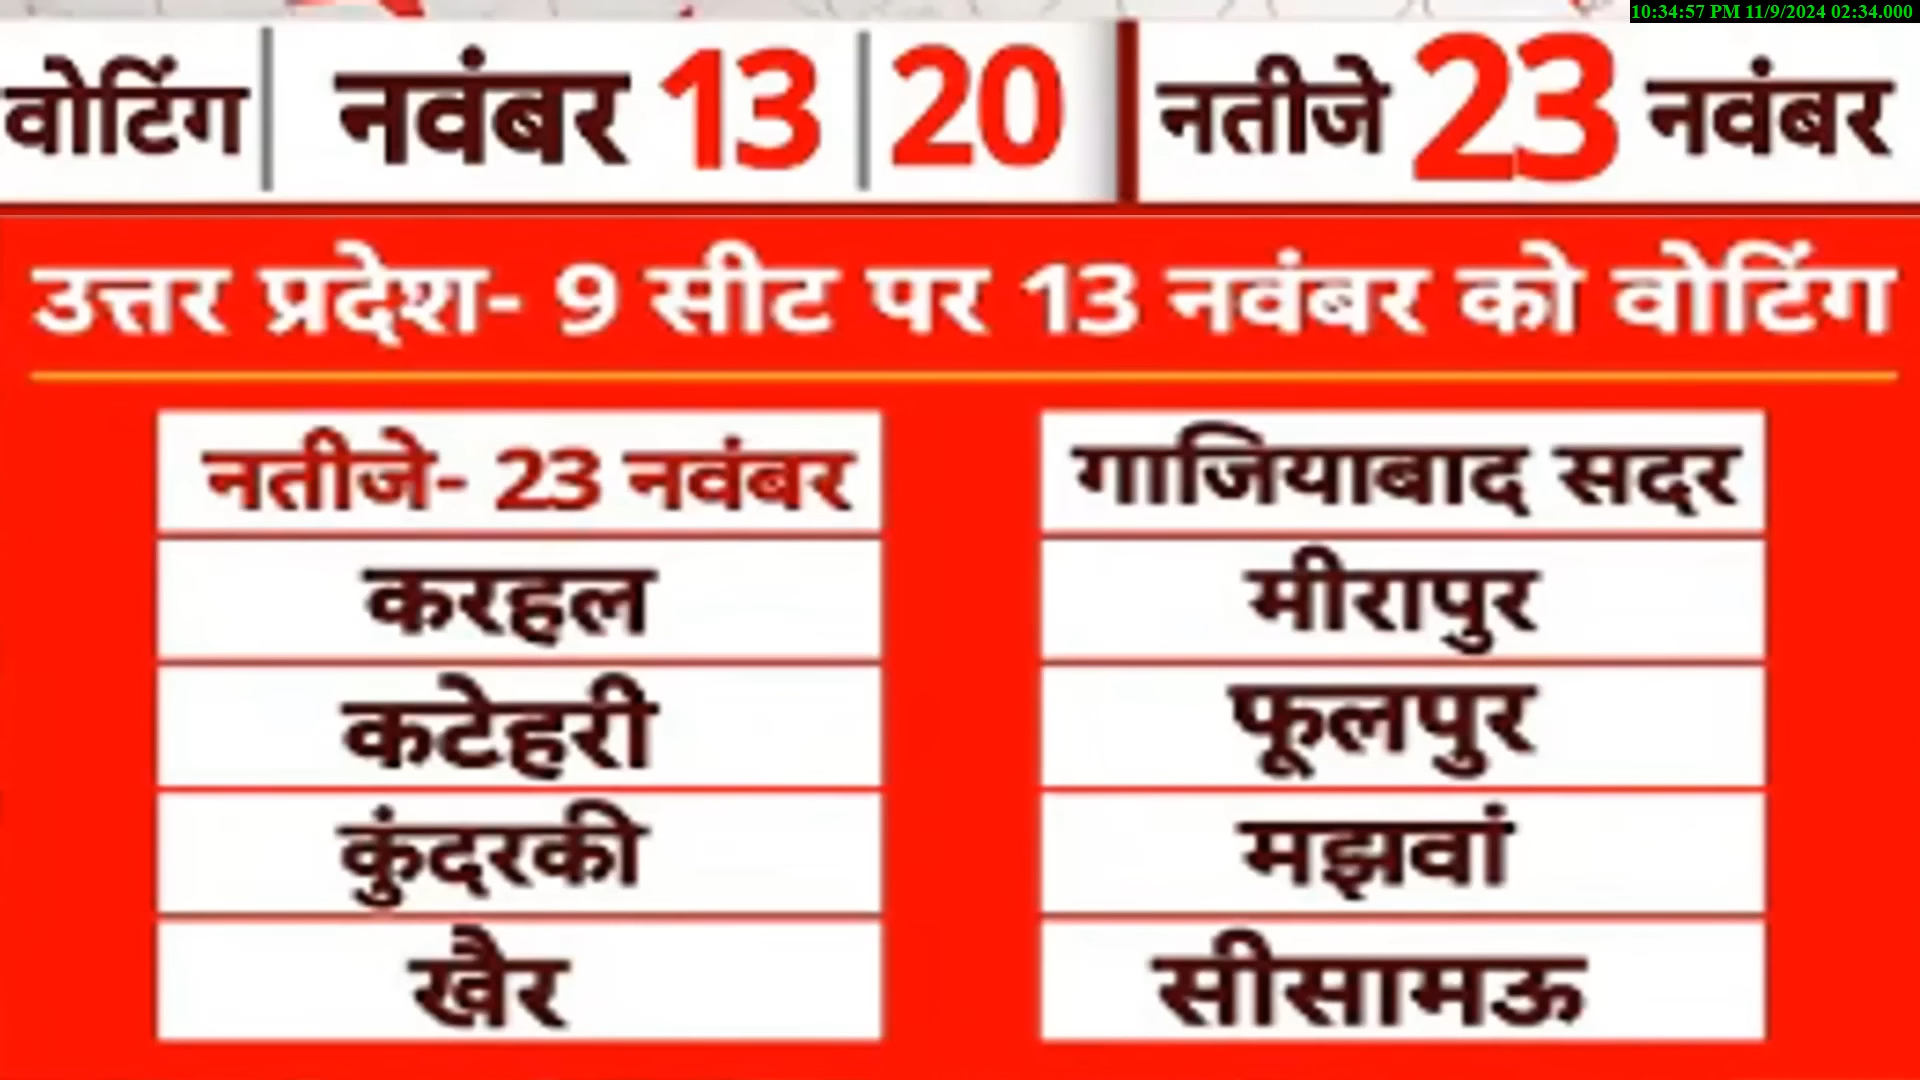 10:34:57 PM 11/9/2024 02:34.000
वोटिंग नवंबर 13 20 नतीजे 23 नवंबर
उत्तर प्रदेश- 9 सीट पर 13 नवंबर को वोटिंग
नतीजे- 23 नवंबर
करहल
कटेहरी
कुंदरकी
खैर
गाजियाबाद सदर
मीरापुर
फूलपुर
मझवां
सीसामऊ